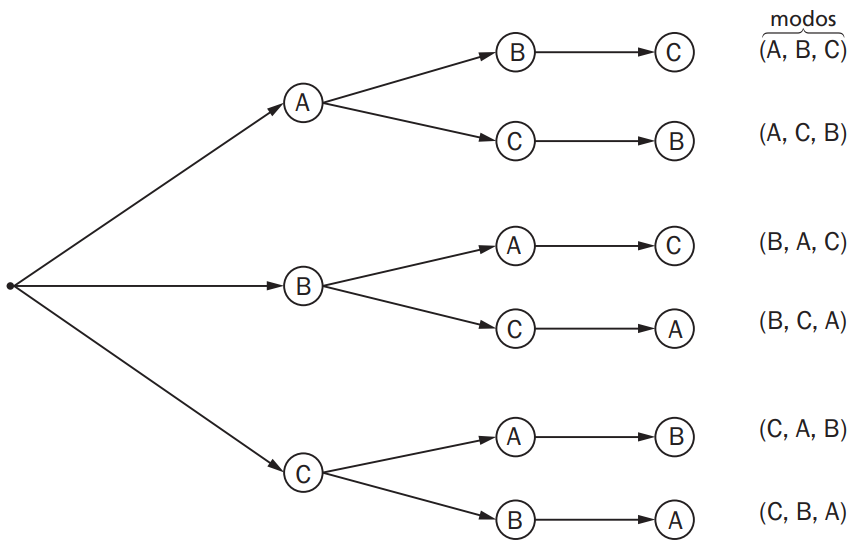 modos
B C (A, B, C)
A
C B (A, C, B)
A C (B, A, C)
B
C A (B, C, A)
A B (C, A, B)
C
B A (C, B, A)